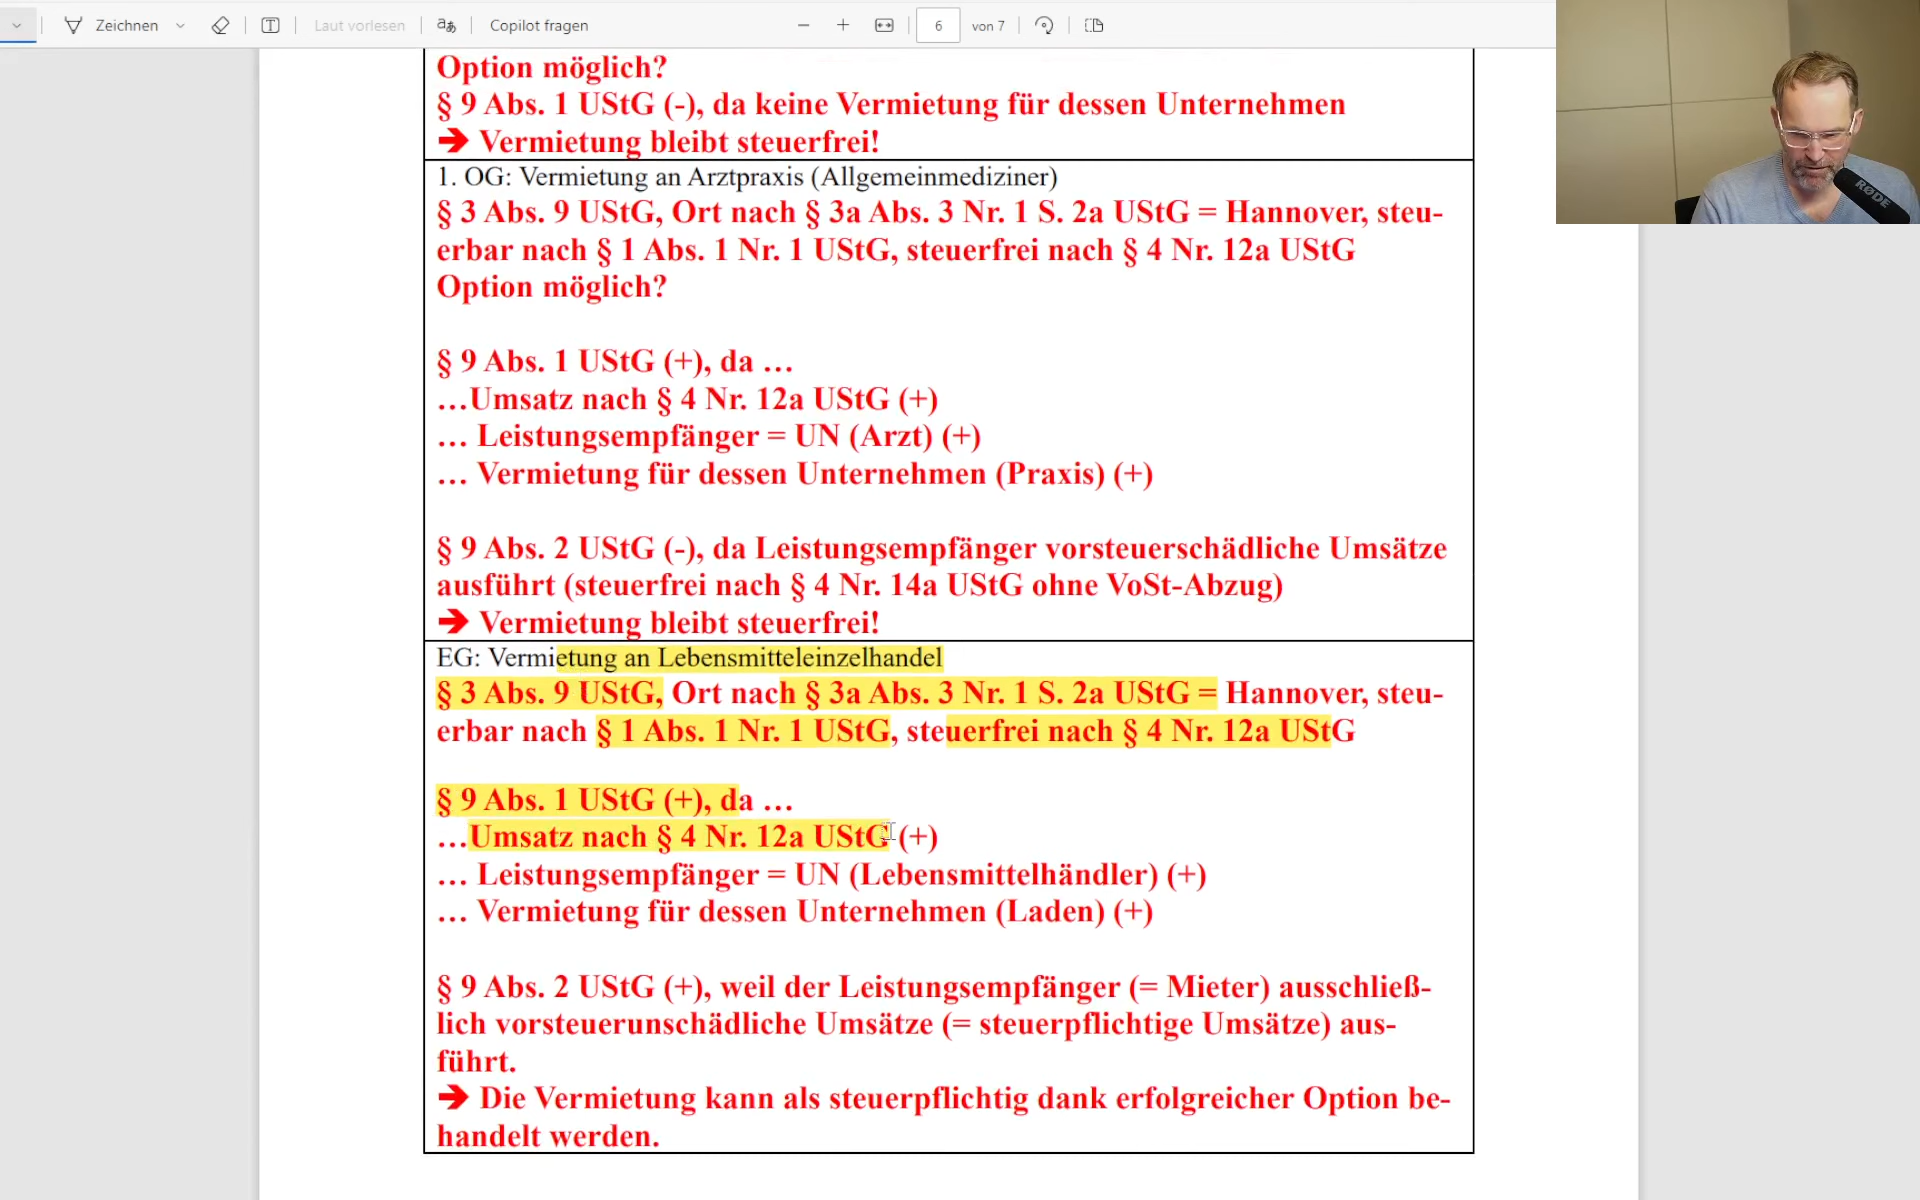 Zeichnen
Laut vorlesen
Copilot fragen
6
von 7
Option möglich?
§ 9 Abs. 1 UStG (-), da keine Vermietung für dessen Unternehmen
➔ Vermietung bleibt steuerfrei!
1. OG: Vermietung an Arztpraxis (Allgemeinmediziner)
§ 3 Abs. 9 UStG, Ort nach § 3a Abs. 3 Nr. 1 S. 2a UStG = Hannover, steu-
erbar nach § 1 Abs. 1 Nr. 1 UStG, steuerfrei nach § 4 Nr. 12a UStG
Option möglich?
§ 9 Abs. 1 UStG (+), da …
…Umsatz nach § 4 Nr. 12a UStG (+)
… Leistungsempfänger = UN (Arzt) (+)
… Vermietung für dessen Unternehmen (Praxis) (+)
§ 9 Abs. 2 UStG (-), da Leistungsempfänger vorsteuerschädliche Umsätze
ausführt (steuerfrei nach § 4 Nr. 14a UStG ohne VoSt-Abzug)
➔ Vermietung bleibt steuerfrei!
EG: Vermietung an Lebensmitteleinzelhandel
§ 3 Abs. 9 UStG, Ort nach § 3a Abs. 3 Nr. 1 S. 2a UStG = Hannover, steu-
erbar nach § 1 Abs. 1 Nr. 1 UStG, steuerfrei nach § 4 Nr. 12a UStG
§ 9 Abs. 1 UStG (+), da …
…Umsatz nach § 4 Nr. 12a UStG (+)
… Leistungsempfänger = UN (Lebensmittelhändler) (+)
… Vermietung für dessen Unternehmen (Laden) (+)
§ 9 Abs. 2 UStG (+), weil der Leistungsempfänger (= Mieter) ausschließ-
lich vorsteuerunschädliche Umsätze (= steuerpflichtige Umsätze) aus-
führt.
➔ Die Vermietung kann als steuerpflichtig dank erfolgreicher Option be-
handelt werden.
RØDE